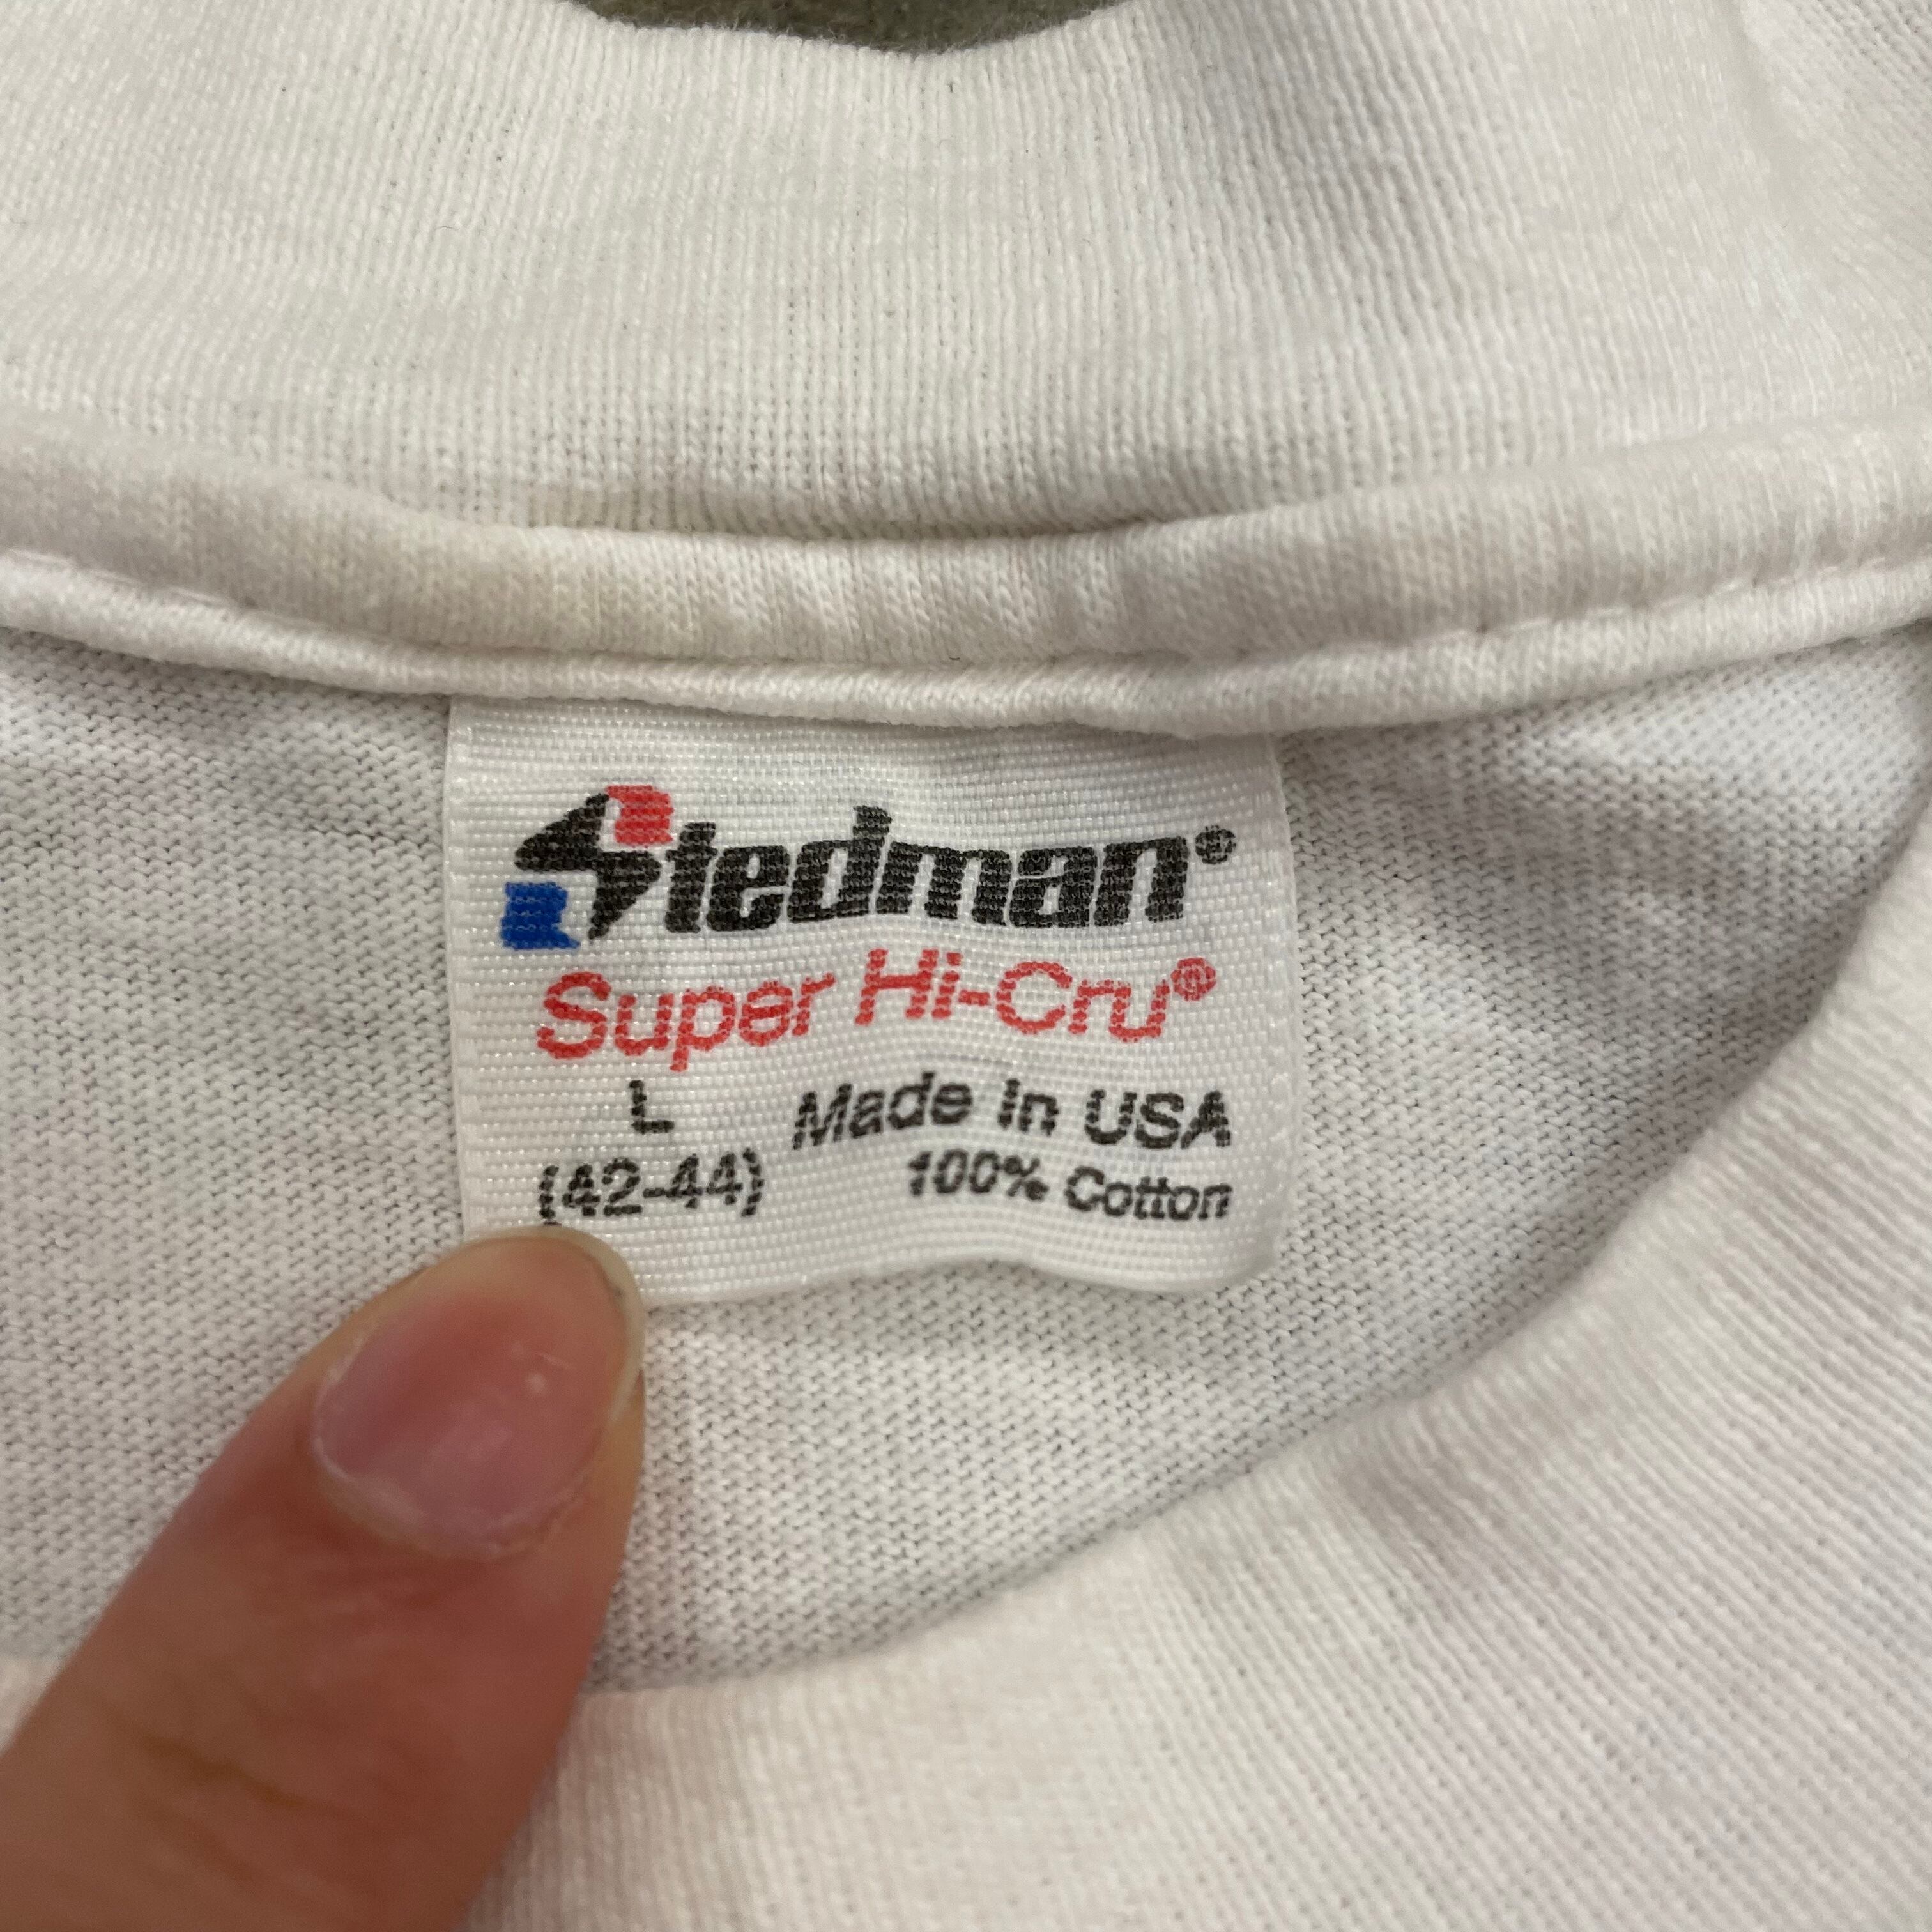 Stedman®
Super Hi-Cru®
L Made in USA
(42-44) 100% Cotton